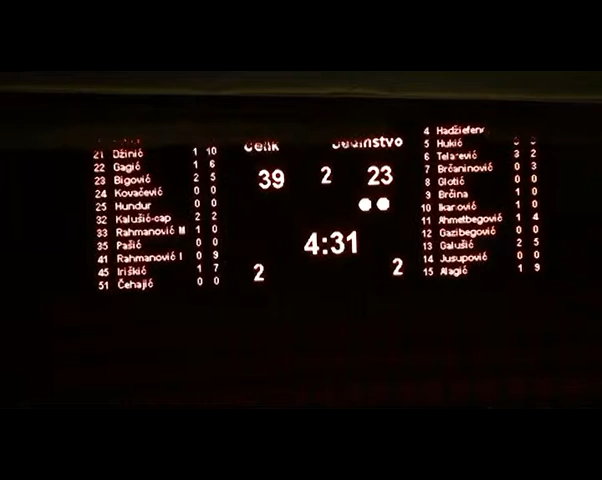 Čelik Jedinstvo
39 2 23
4:31
2 2
21 Džinić 1 10
22 Gagić 1 6
23 Bigović 2 5
24 Kovačević 0 0
25 Hundur 0 0
32 Kalušić-cap 2 2
33 Rahmanović M 1 0
35 Pašić 0 0
41 Rahmanović I 0 9
45 Iriškić 1 7
51 Čehajić 0 0
4
5 Hukić
6 Telarević 3 2
7 Brčaninović 0 3
8 Glotić 0 0
9 Brčina 1 0
10 Ikanović 1 0
11 Ahmetbegović 1 4
12 Gazibegović 0 0
13 Galušić 2 5
14 Jusupović 0 0
15 Alagić 1 9